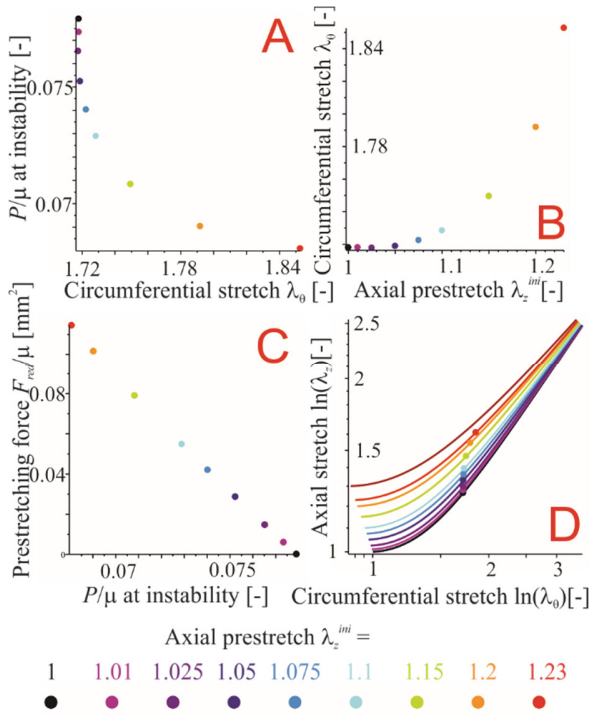 A
P/μ at instability [-]
0.075
0.07
1.72
1.78
1.84
Circumferential stretch λθ [-]
B
Circumferential stretch λθ [-]
1.84
1.78
1
1.1
1.2
Axial prestretch λz^ini[-]
C
Prestretching force Fred/μ [mm²]
0.08
0.04
0
0.07
0.075
P/μ at instability [-]
D
Axial stretch ln(λz)[-]
2.5
2
1.5
1
1
2
3
Circumferential stretch ln(λθ)[-]
Axial prestretch λz^ini =
1 1.01 1.025 1.05 1.075 1.1 1.15 1.2 1.23